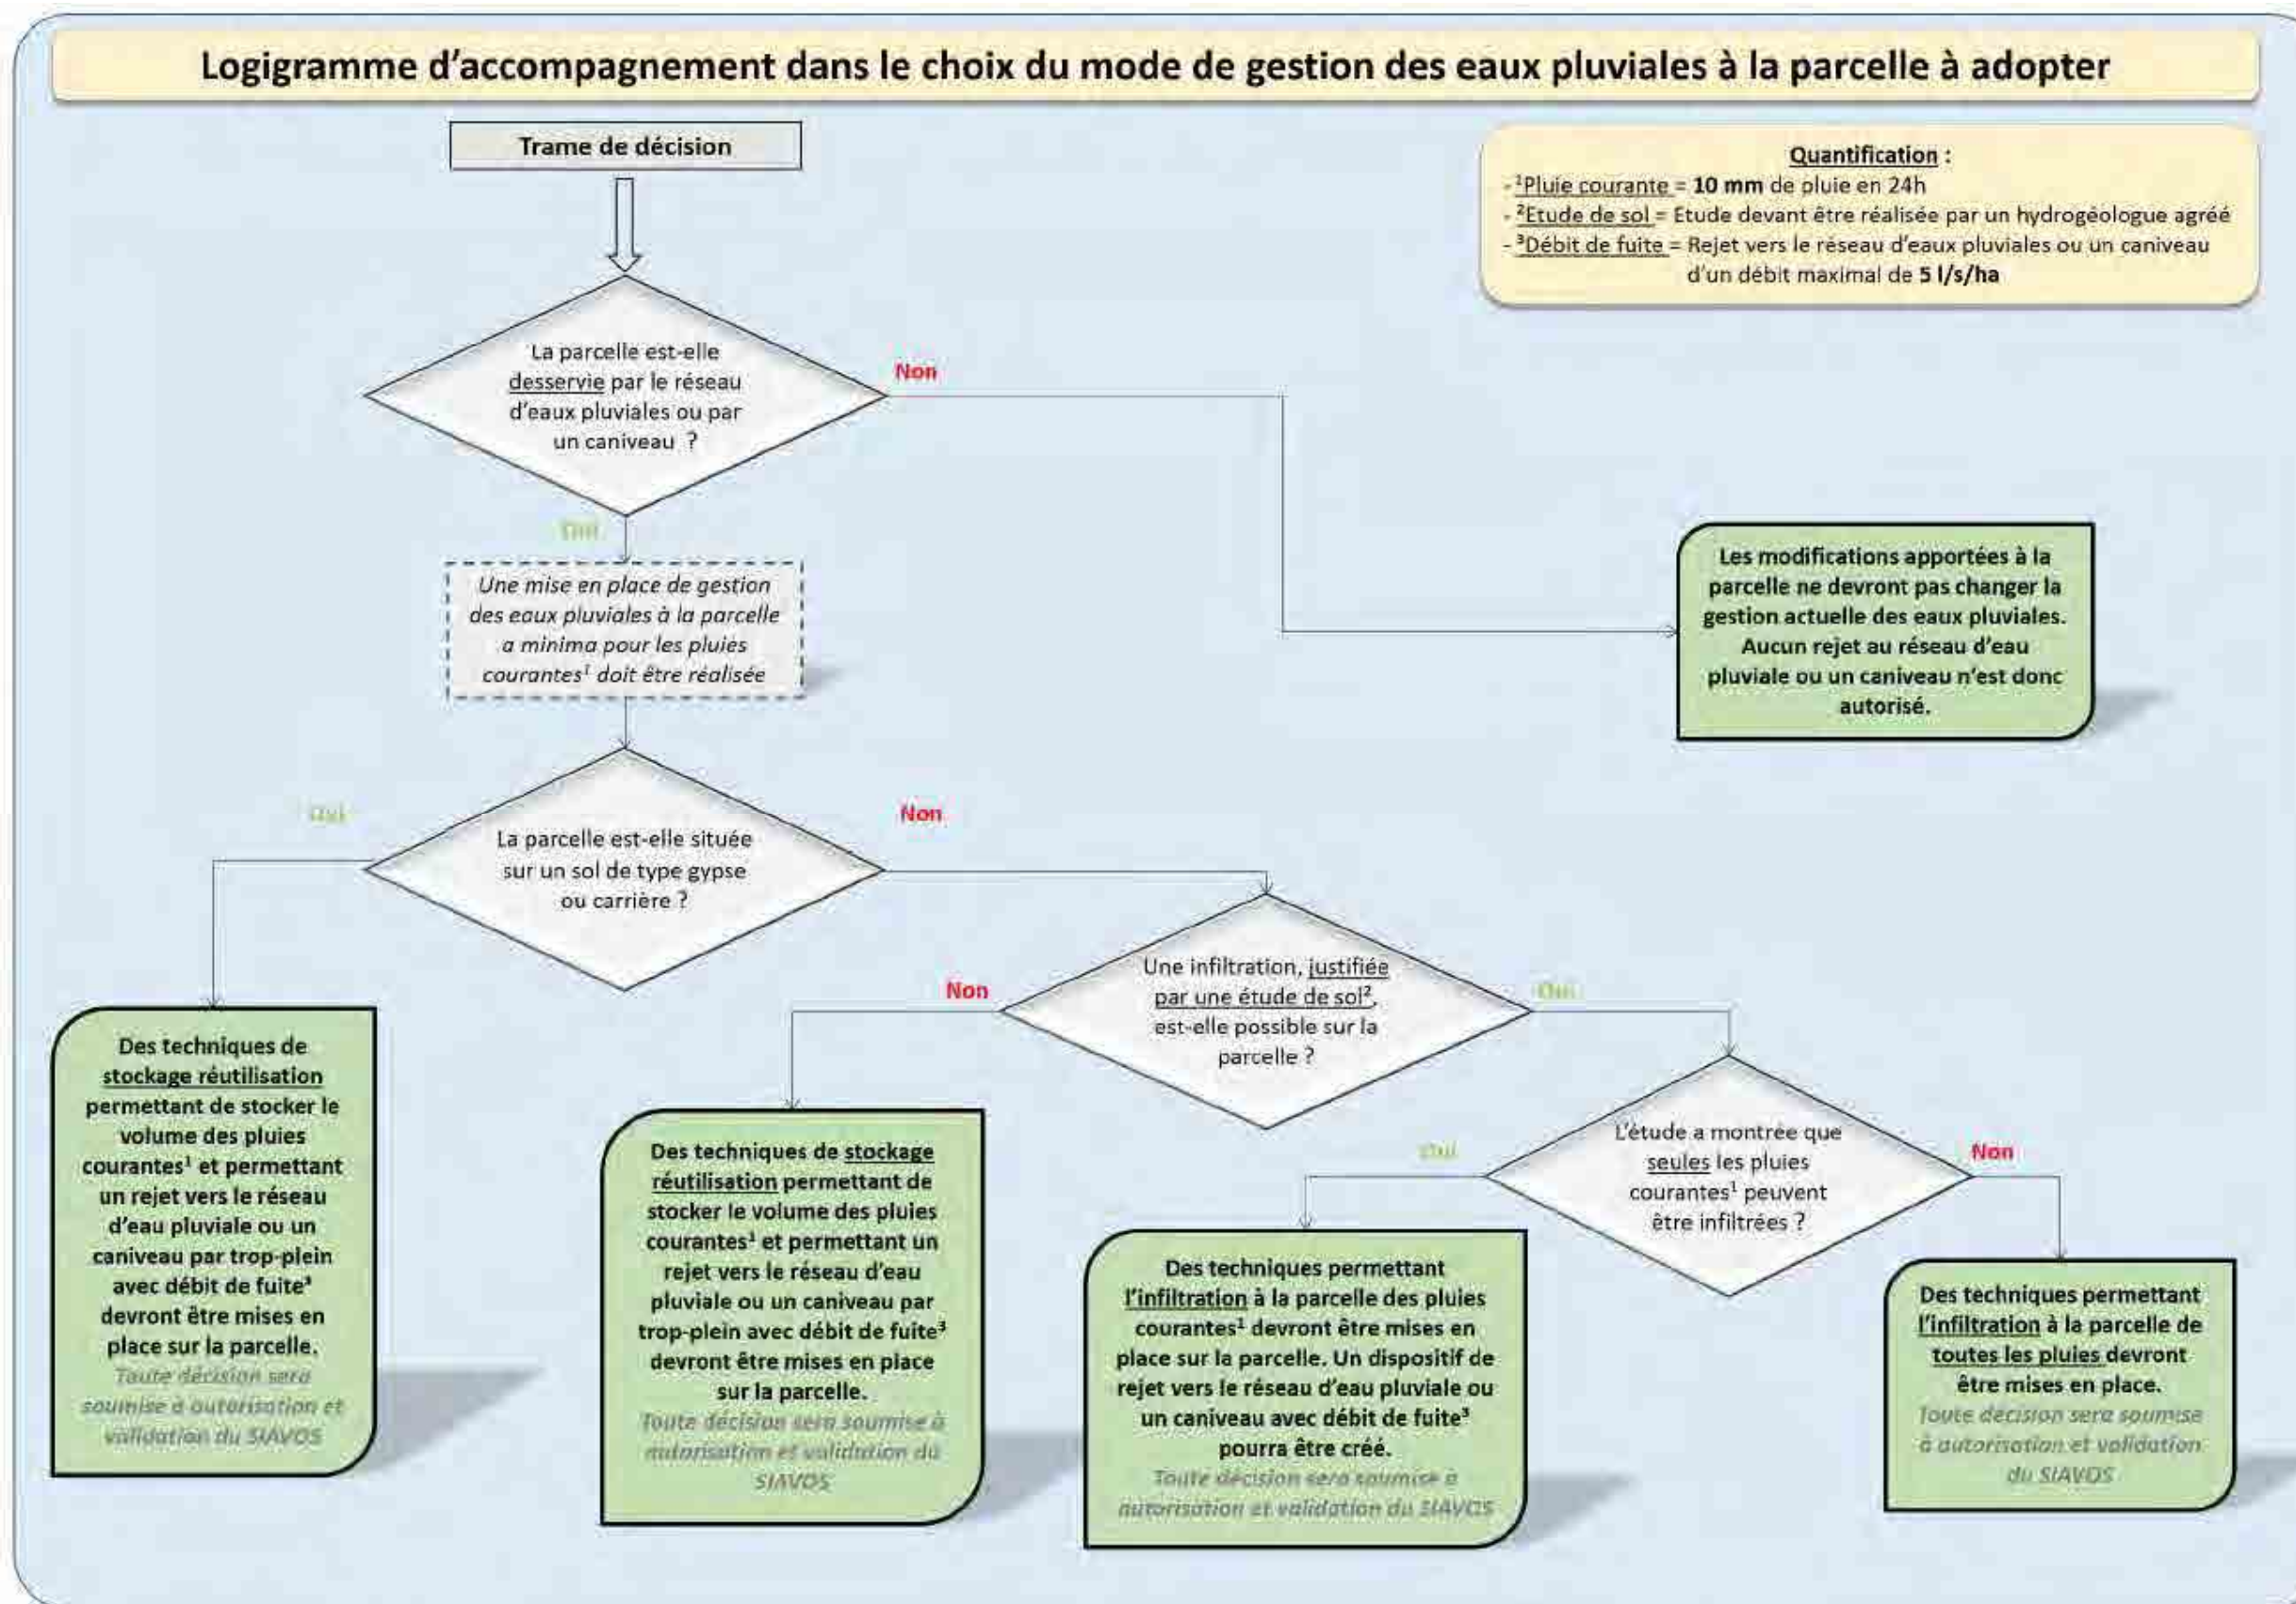 Logigramme d'accompagnement dans le choix du mode de gestion des eaux pluviales à la parcelle à adopter
Trame de décision
Quantification :
- ¹Pluie courante = 10 mm de pluie en 24h
- ²Etude de sol = Etude devant être réalisée par un hydrogéologue agréé
- ³Débit de fuite = Rejet vers le réseau d'eaux pluviales ou un caniveau
d'un débit maximal de 5 l/s/ha
La parcelle est-elle
desservie par le réseau
d'eaux pluviales ou par
un caniveau ?
Non
Oui
Une mise en place de gestion
des eaux pluviales à la parcelle
a minima pour les pluies
courantes¹ doit être réalisée
Les modifications apportées à la
parcelle ne devront pas changer la
gestion actuelle des eaux pluviales.
Aucun rejet au réseau d'eau
pluviale ou un caniveau n'est donc
autorisé.
Oui
La parcelle est-elle située
sur un sol de type gypse
ou carrière ?
Non
Non
Une infiltration, justifiée
par une étude de sol²,
est-elle possible sur la
parcelle ?
Oui
Des techniques de
stockage réutilisation
permettant de stocker le
volume des pluies
courantes¹ et permettant
un rejet vers le réseau
d'eau pluviale ou un
caniveau par trop-plein
avec débit de fuite³
devront être mises en
place sur la parcelle.
Toute décision sera
soumise à autorisation et
validation du SIAVOS
Des techniques de stockage
réutilisation permettant de
stocker le volume des pluies
courantes¹ et permettant un
rejet vers le réseau d'eau
pluviale ou un caniveau par
trop-plein avec débit de fuite³
devront être mises en place
sur la parcelle.
Toute décision sera soumise à
autorisation et validation du
SIAVOS
Oui
L'étude a montrée que
seules les pluies
courantes¹ peuvent
être infiltrées ?
Non
Des techniques permettant
l'infiltration à la parcelle des pluies
courantes¹ devront être mises en
place sur la parcelle. Un dispositif de
rejet vers le réseau d'eau pluviale ou
un caniveau avec débit de fuite³
pourra être créé.
Toute décision sera soumise à
autorisation et validation du SIAVOS
Des techniques permettant
l'infiltration à la parcelle de
toutes les pluies devront
être mises en place.
Toute décision sera soumise
à autorisation et validation
du SIAVOS